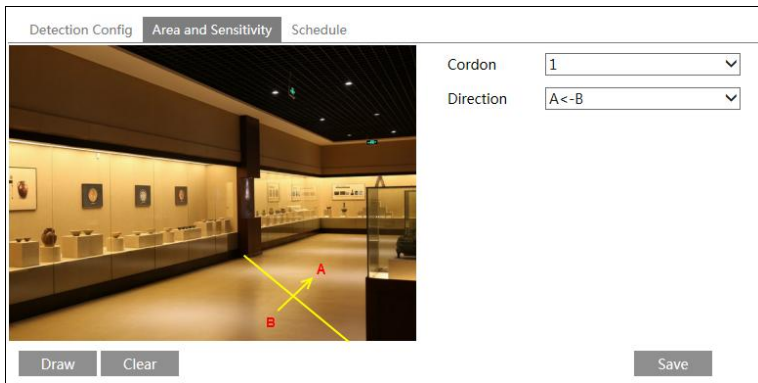 Detection Config Area and Sensitivity Schedule
Cordon 1
Direction A<-B
A
B
Draw Clear Save